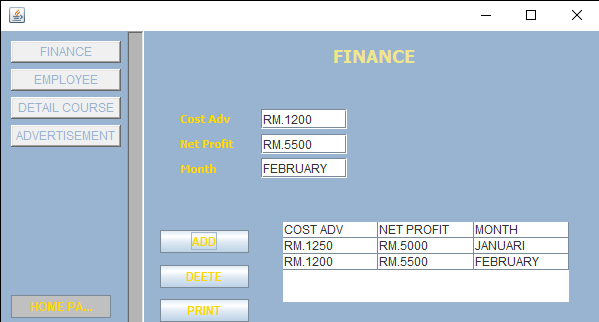 FINANCE
EMPLOYEE
DETAIL COURSE
ADVERTISEMENT
HOME PA...
FINANCE
Cost Adv RM.1200
Net Profit RM.5500
Month FEBRUARY
ADD
DEETE
PRINT
COST ADV NET PROFIT MONTH
RM.1250 RM.5000 JANUARI
RM.1200 RM.5500 FEBRUARY